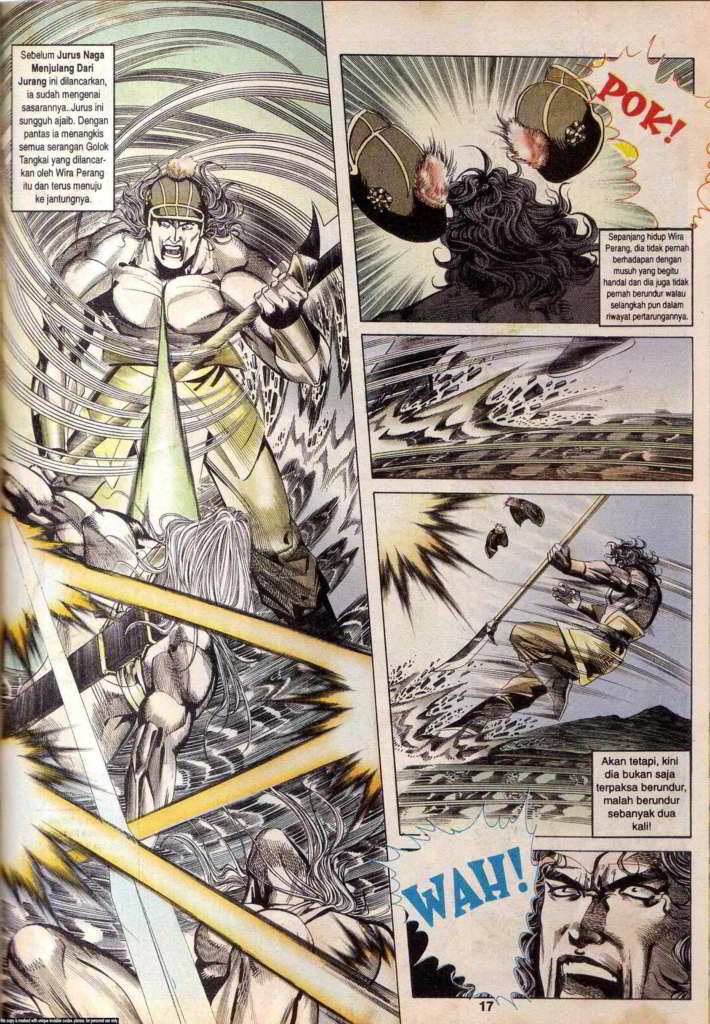 Sebelum Jurus Naga
Menjulang Dari
Jurang ini dilancarkan,
ia sudah mengenai
sasarannya..Jurus ini
sungguh ajaib. Dengan
pantas ia menangkis
semua serangan Golok
Tangkai yang dilancar-
kan oleh Wira Perang
itu dan terus menuju
ke jantungnya.
POK!
Sepanjang hidup Wira
Perang, dia tidak pernah
berhadapan dengan
musuh yang begitu
handal dan dia juga tidak
pernah berundur walau
selangkah pun dalam
riwayat pertarungannya.
Akan tetapi, kini
dia bukan saja
terpaksa berundur,
malah berundur
sebanyak dua
kali!
WAH!
17